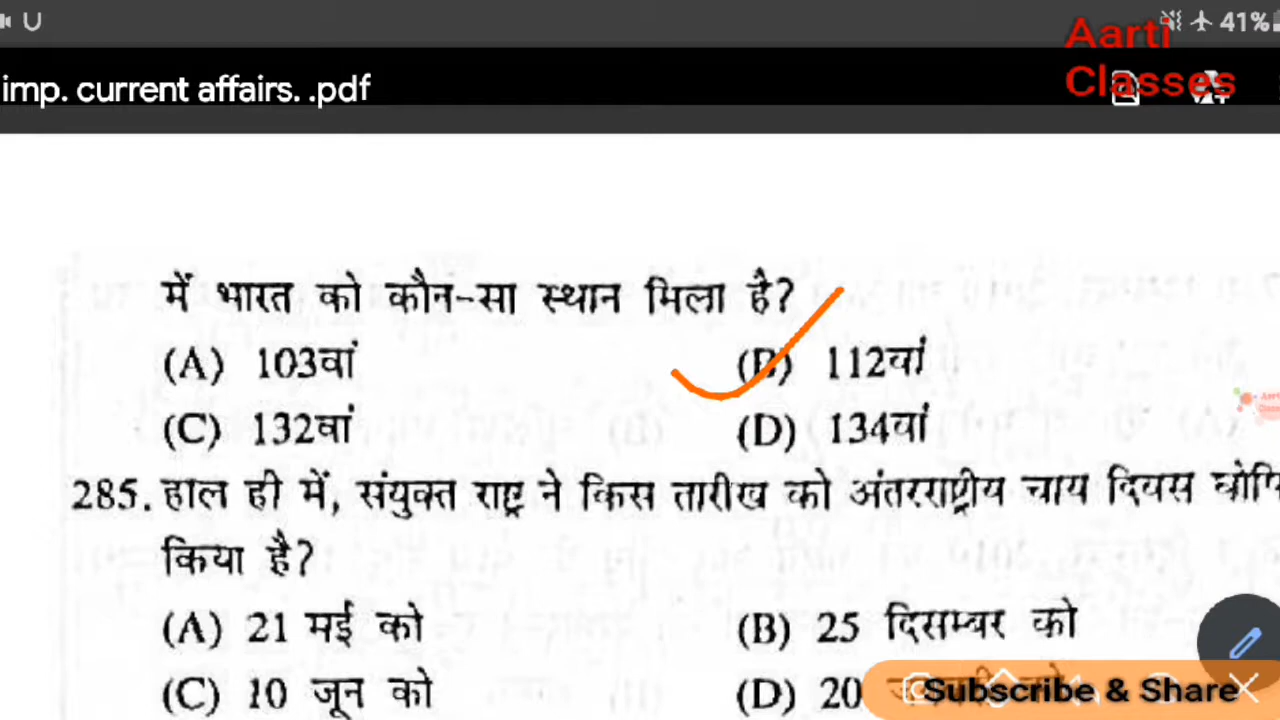 U
41%
Aarti
Classes
imp. current affairs. .pdf
में भारत को कौन-सा स्थान मिला है?
(A) 103वां (B) 112वां
(C) 132वां (D) 134वां
285. हाल ही में, संयुक्त राष्ट्र ने किस तारीख को अंतरराष्ट्रीय चाय दिवस
किया है?
(A) 21 मई को (B) 25 दिसम्बर को
(C) 10 जून को (D) 20
Subscribe & Share